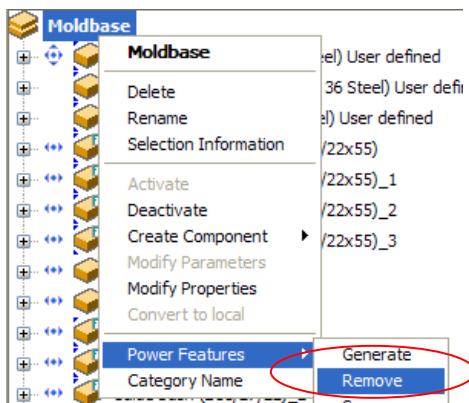 Moldbase
Moldbase
eel) User defined
Delete
36 Steel) User defin
Rename
el) User defined
Selection Information
/22x55)
Activate
/22x55)_1
Deactivate
/22x55)_2
Create Component
/22x55)_3
Modify Parameters
Modify Properties
Convert to local
Power Features
Generate
Category Name
Remove